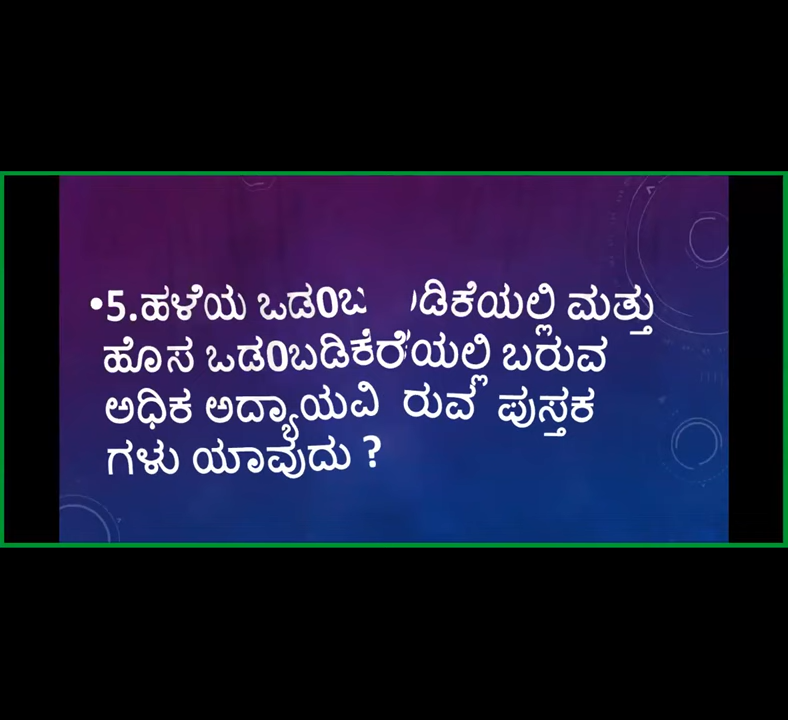 •5.ಹಳೆಯ ಒಡ0ಬ ಡಿಕೆಯಲ್ಲಿ ಮತ್ತು
ಹೊಸ ಒಡ0ಬಡಿಕೆರೆಯಲ್ಲಿ ಬರುವ
ಅಧಿಕ ಅದ್ಯಾಯವಿ ರುವ ಪುಸ್ತಕ
ಗಳು ಯಾವುದು ?